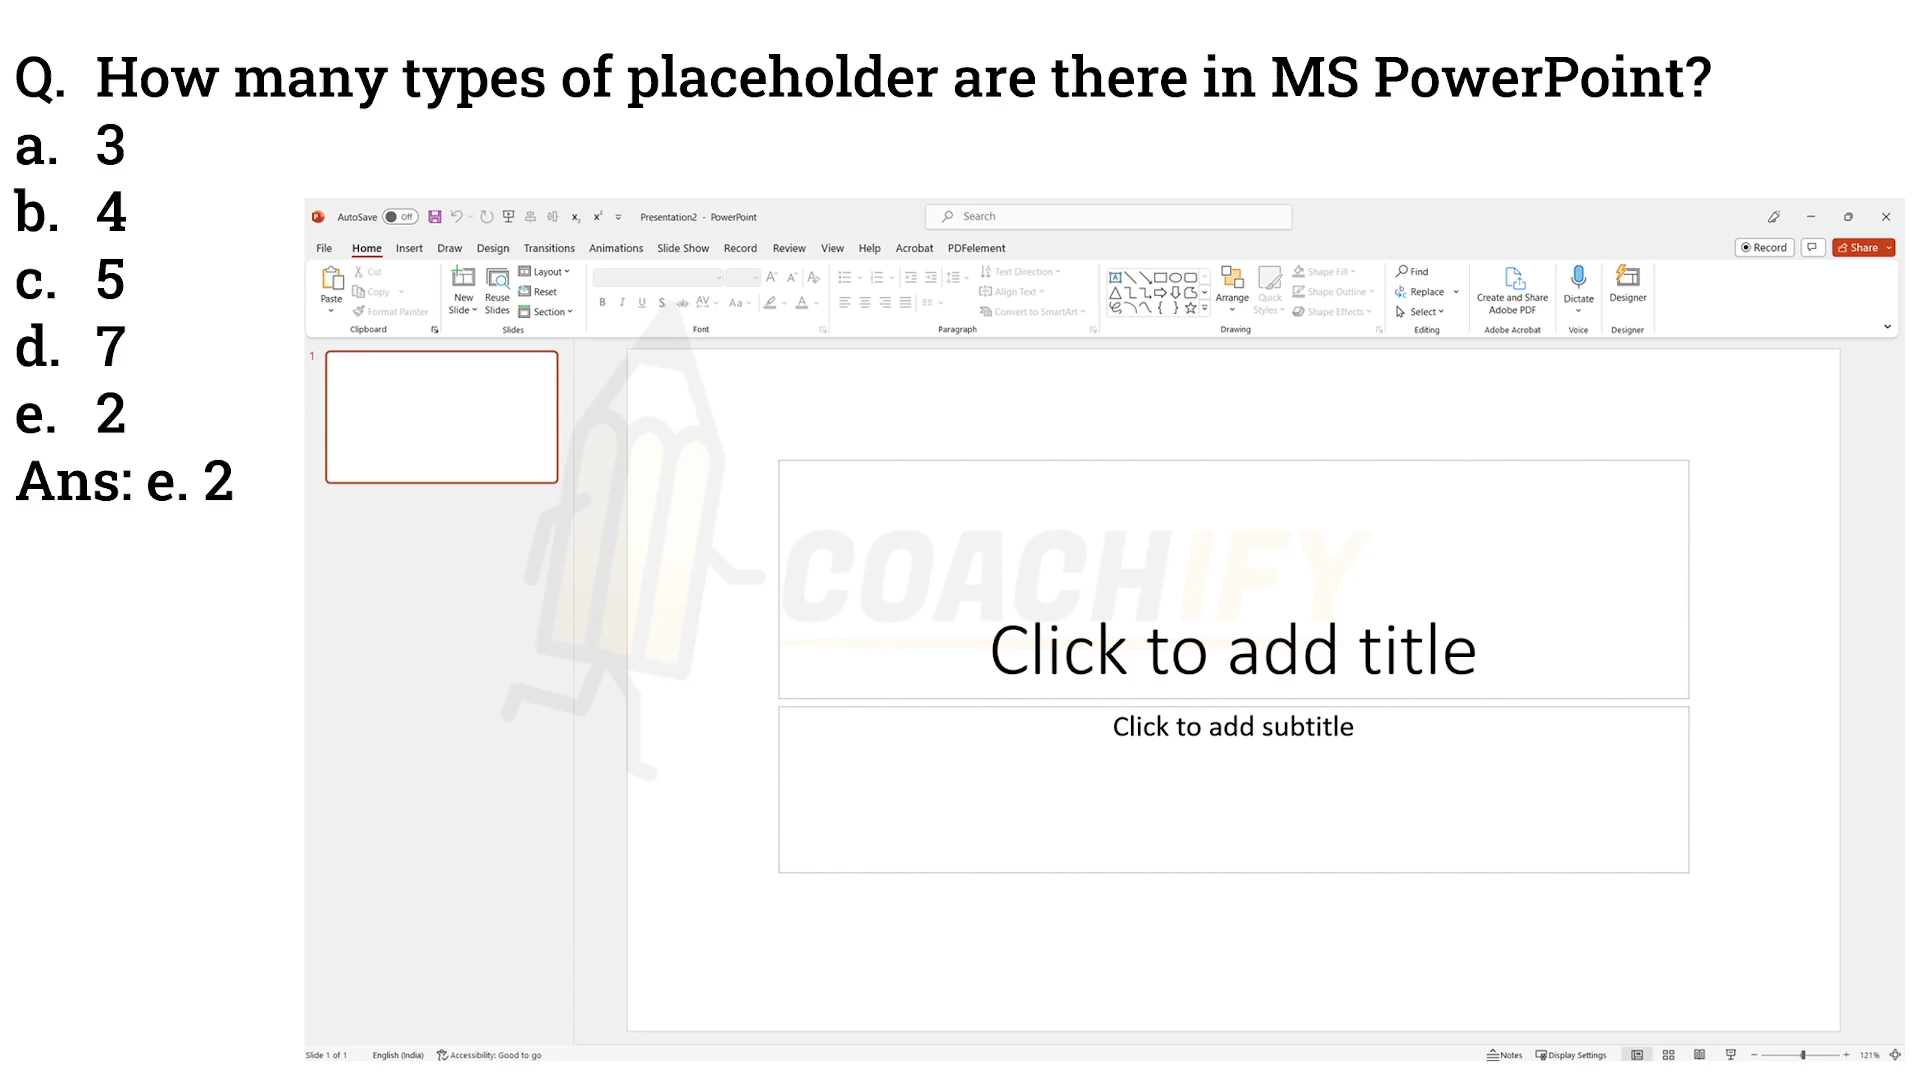 Q. How many types of placeholder are there in MS PowerPoint?
a. 3
b. 4
c. 5
d. 7
e. 2
Ans: e. 2
AutoSave Off Presentation2 - PowerPoint Search
File Home Insert Draw Design Transitions Animations Slide Show Record Review View Help Acrobat PDFelement Record Share
Paste
Cut
Copy
Format Painter
Clipboard
New Slide
Reuse Slides
Layout
Reset
Section
Slides
B I U S ab AV Aa A
Font
Text Direction
Align Text
Convert to SmartArt
Paragraph
Arrange
Quick Styles
Shape Fill
Shape Outline
Shape Effects
Drawing
Find
Replace
Select
Editing
Create and Share Adobe PDF
Adobe Acrobat
Dictate
Voice
Designer
Designer
1
COACHIFY
Click to add title
Click to add subtitle
Slide 1 of 1 English (India) Accessibility: Good to go Notes Display Settings 121%